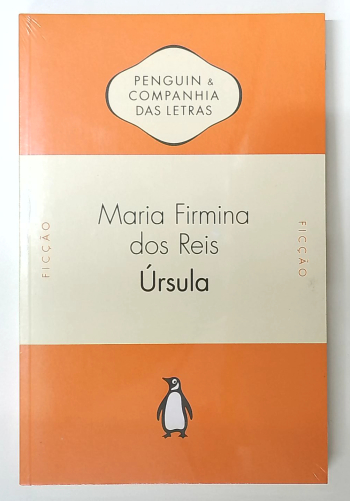 PENGUIN &
COMPANHIA
DAS LETRAS
Maria Firmina
dos Reis
Úrsula
FICÇÃO
FICÇÃO